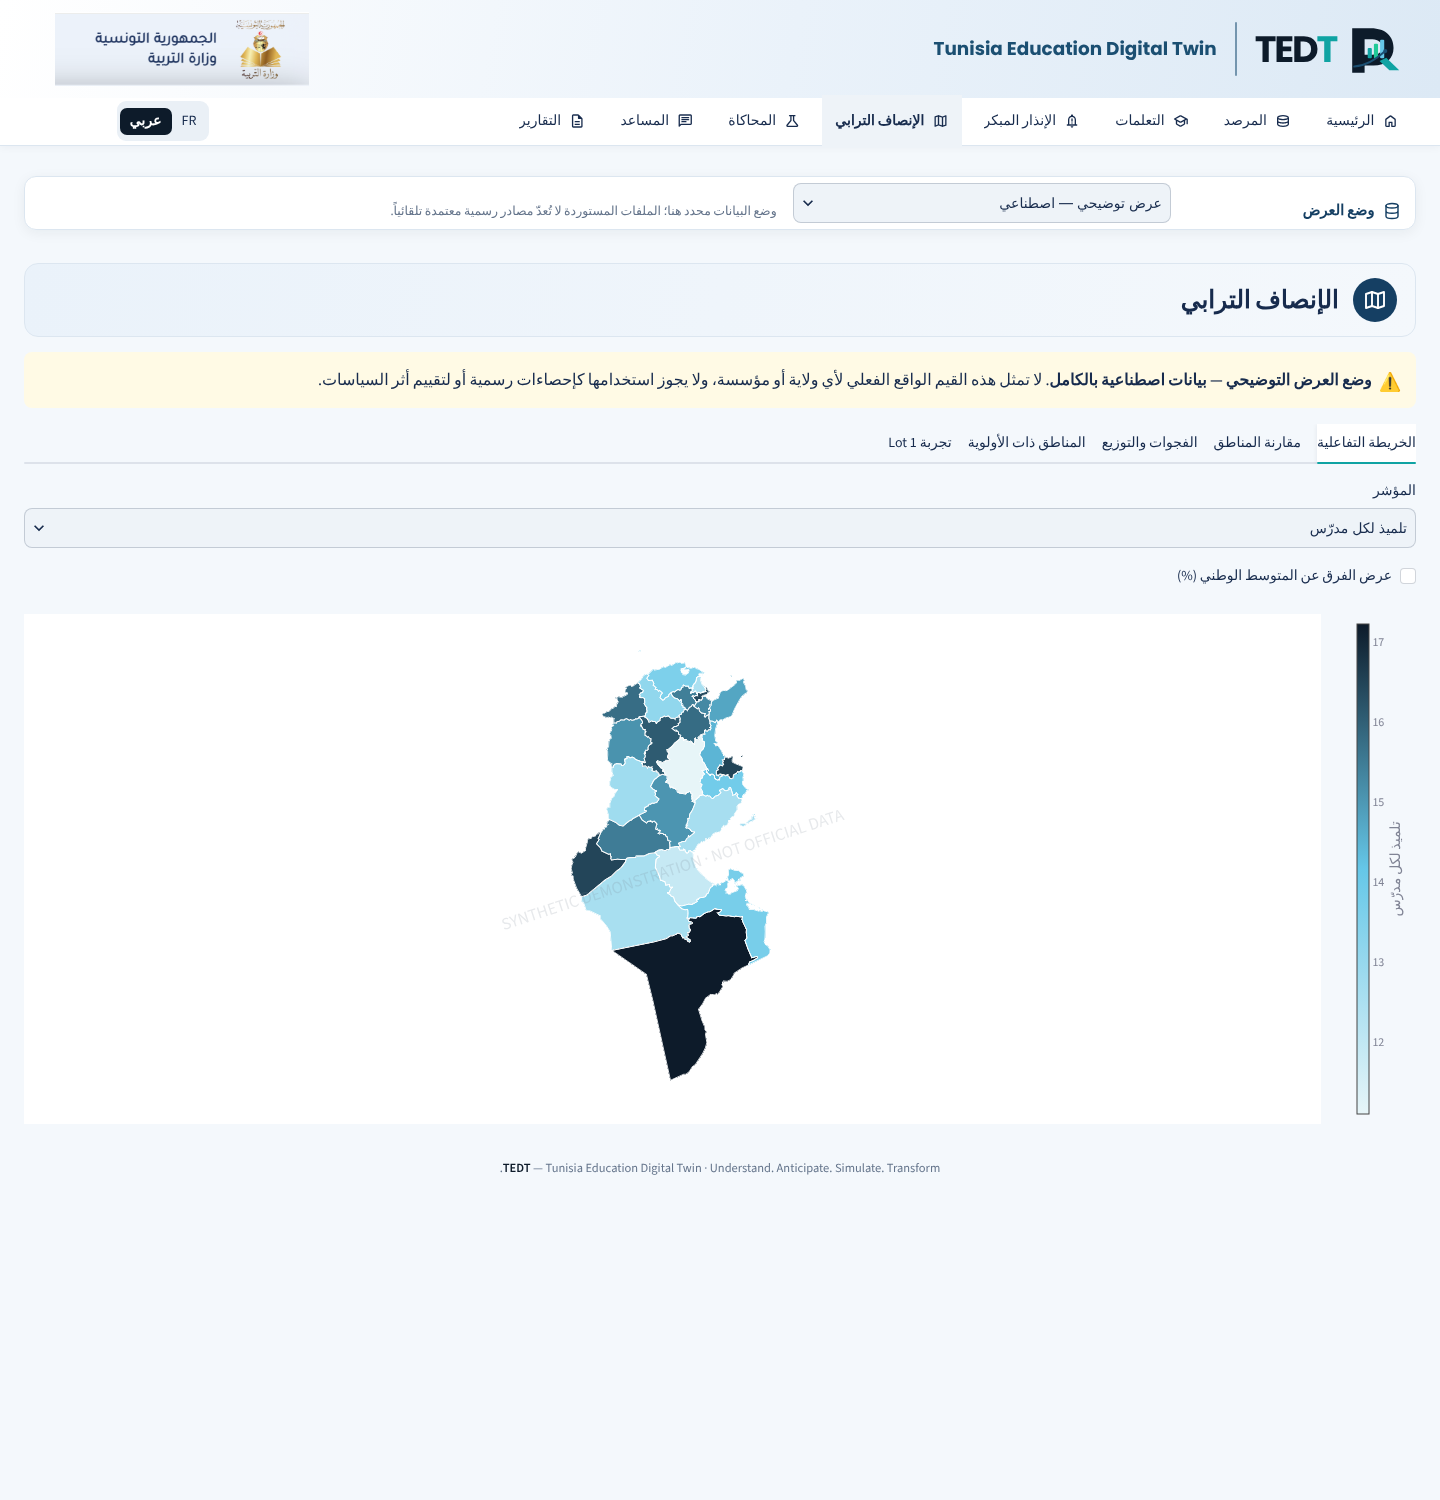 TEDT
Tunisia Education Digital Twin
الجمهورية التونسية
وزارة التربية
وزارة التربية
الرئيسية
المرصد
التعلمات
الإنذار المبكر
الإنصاف الترابي
المحاكاة
المساعد
التقارير
FR
عربي
وضع العرض
عرض توضيحي — اصطناعي
وضع البيانات محدد هنا؛ الملفات المستوردة لا تُعدّ مصادر رسمية معتمدة تلقائياً.
الإنصاف الترابي
وضع العرض التوضيحي — بيانات اصطناعية بالكامل. لا تمثل هذه القيم الواقع الفعلي لأي ولاية أو مؤسسة، ولا يجوز استخدامها كإحصاءات رسمية أو لتقييم أثر السياسات.
الخريطة التفاعلية
مقارنة المناطق
الفجوات والتوزيع
المناطق ذات الأولوية
تجربة Lot 1
المؤشر
تلميذ لكل مدرّس
عرض الفرق عن المتوسط الوطني (%)
17
16
15
14
13
12
تلميذ لكل مدرّس
SYNTHETIC DEMONSTRATION · NOT OFFICIAL DATA
TEDT — Tunisia Education Digital Twin · Understand. Anticipate. Simulate. Transform.